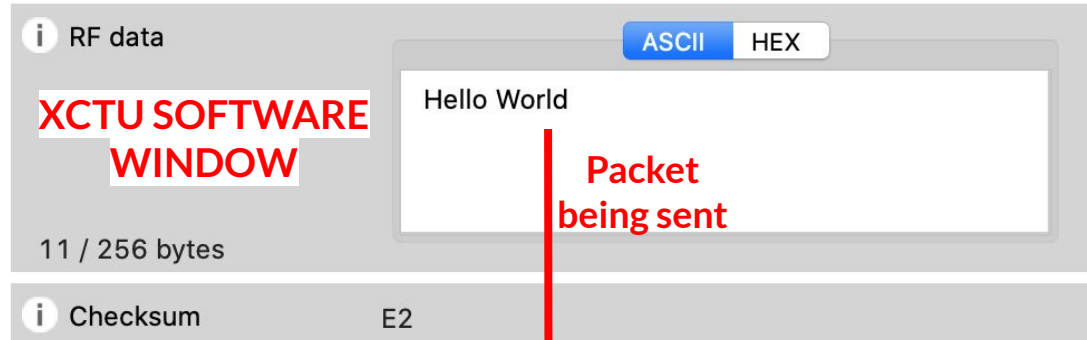 i RF data
ASCII HEX
Hello World
XCTU SOFTWARE
WINDOW
Packet
being sent
11 / 256 bytes
i Checksum E2